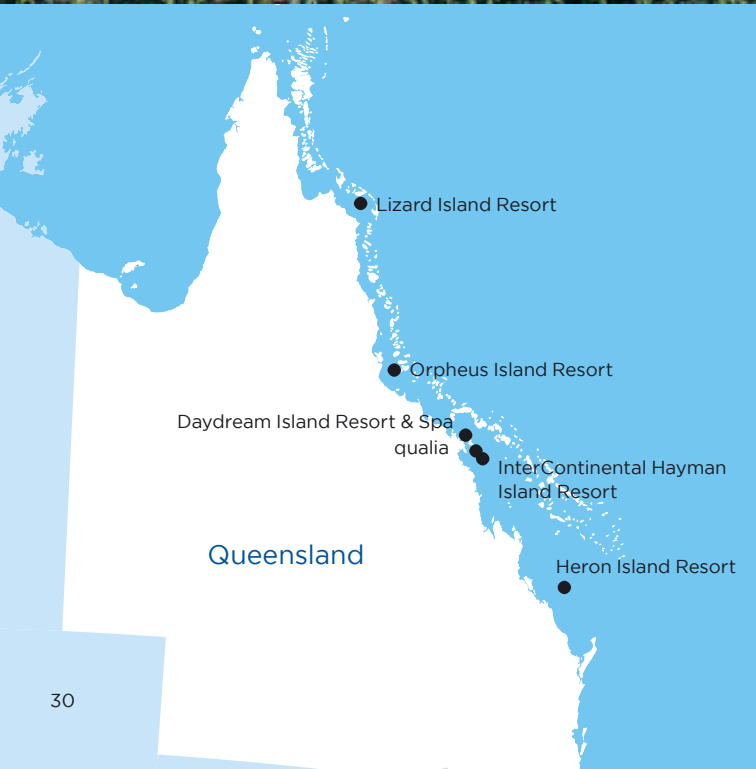 Lizard Island Resort
Orpheus Island Resort
Daydream Island Resort & Spa
qualia
InterContinental Hayman
Island Resort
Queensland
Heron Island Resort
30